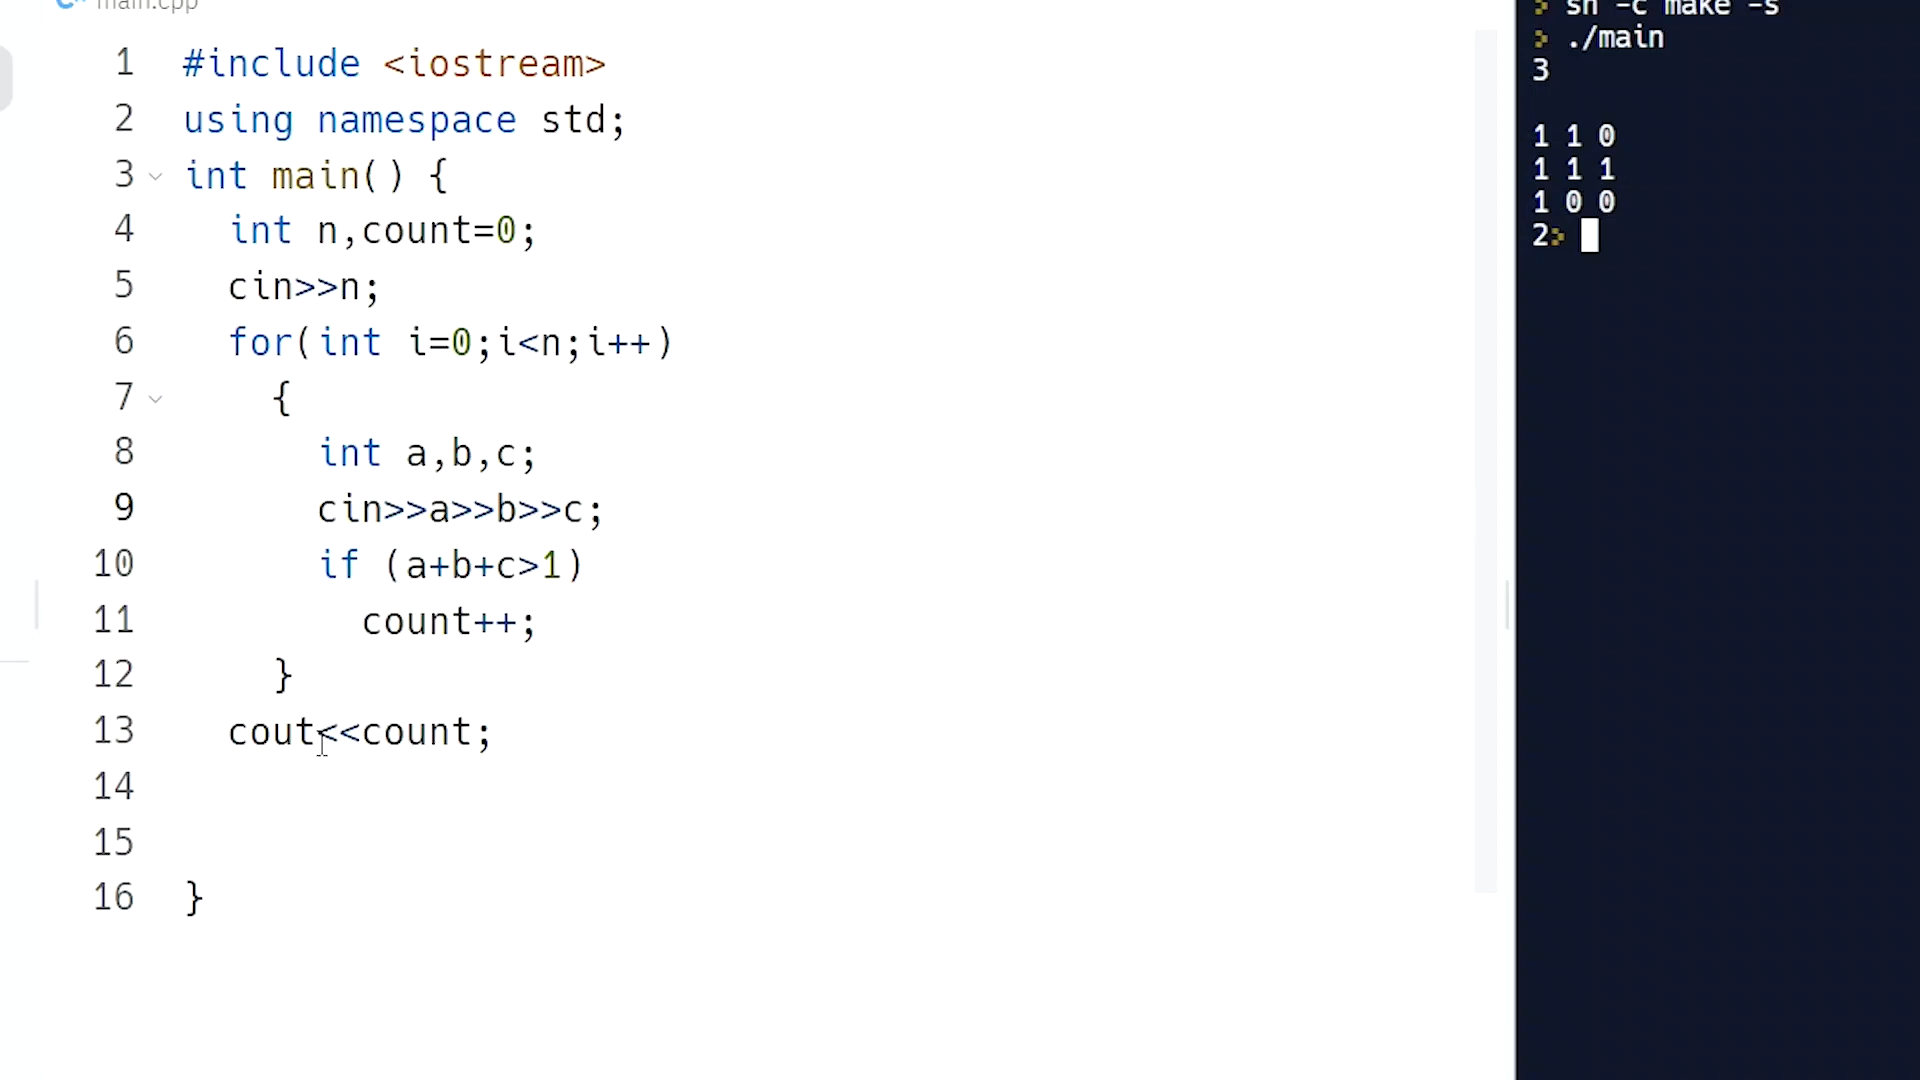 main.cpp
1 #include <iostream>
2 using namespace std;
3 int main() {
4 int n,count=0;
5 cin>>n;
6 for(int i=0;i<n;i++)
7 {
8 int a,b,c;
9 cin>>a>>b>>c;
10 if (a+b+c>1)
11 count++;
12 }
13 cout<<count;
14
15
16 }
> sh -c make -s
> ./main
3
1 1 0
1 1 1
1 0 0
2>